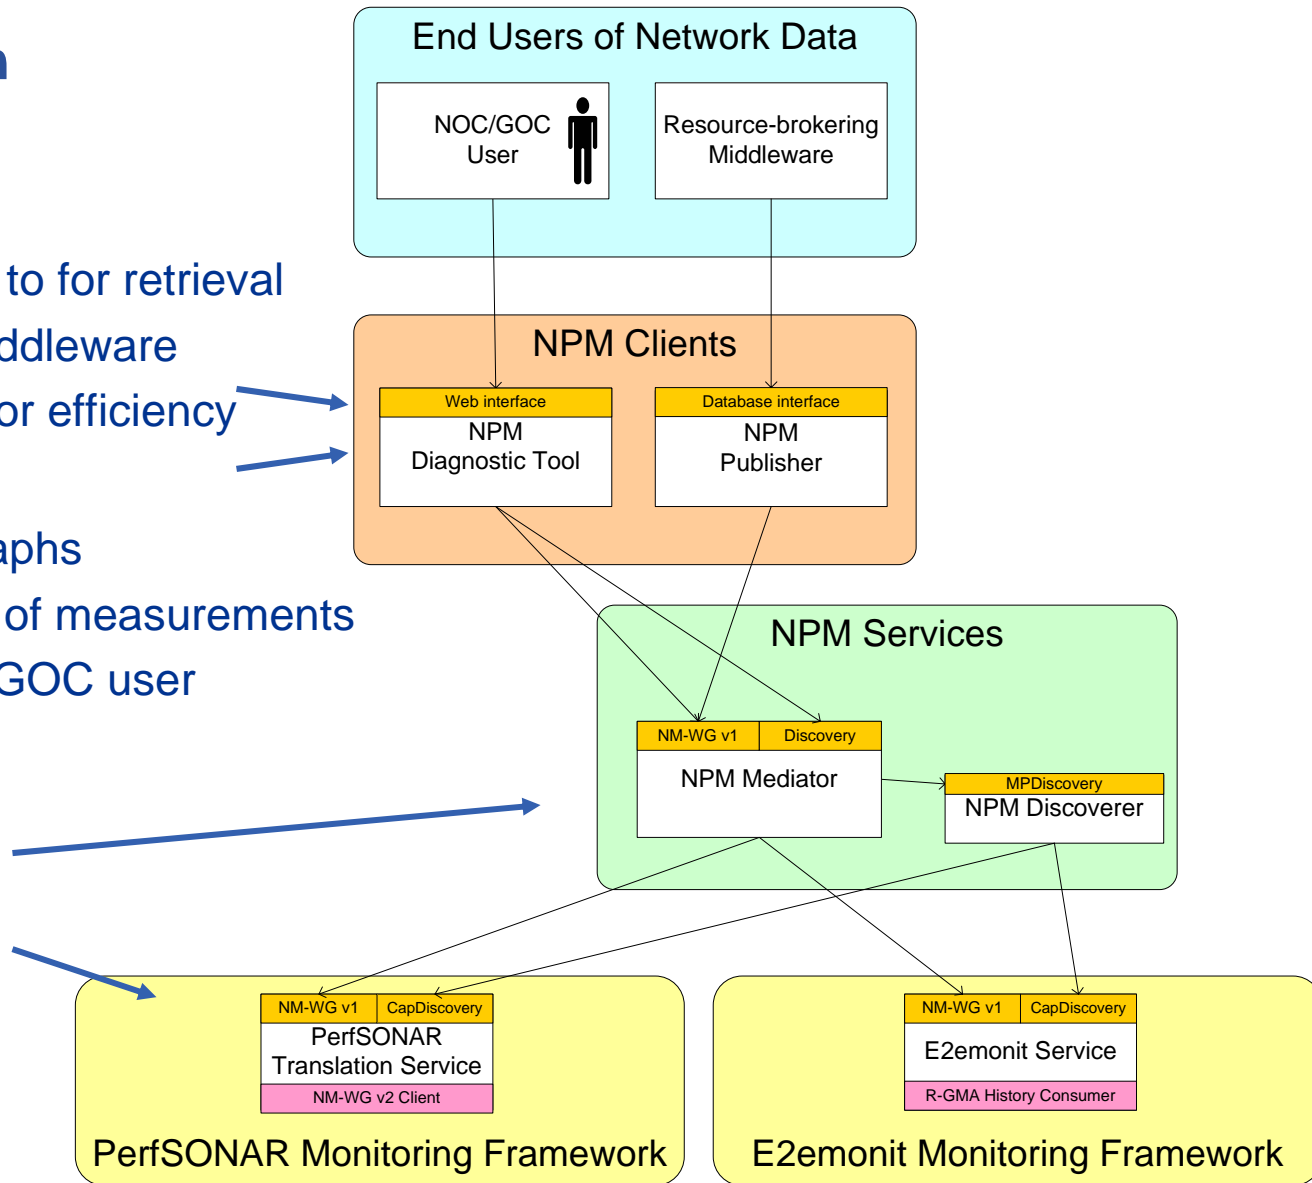 n
to for retrieval
ddleware
or efficiency
aphs
of measurements
GOC user
End Users of Network Data
NOC/GOC
User
Resource-brokering
Middleware
NPM Clients
Web interface
NPM
Diagnostic Tool
Database interface
NPM
Publisher
NPM Services
NM-WG v1
Discovery
NPM Mediator
MPDiscovery
NPM Discoverer
NM-WG v1
CapDiscovery
PerfSONAR
Translation Service
NM-WG v2 Client
PerfSONAR Monitoring Framework
NM-WG v1
CapDiscovery
E2emonit Service
R-GMA History Consumer
E2emonit Monitoring Framework